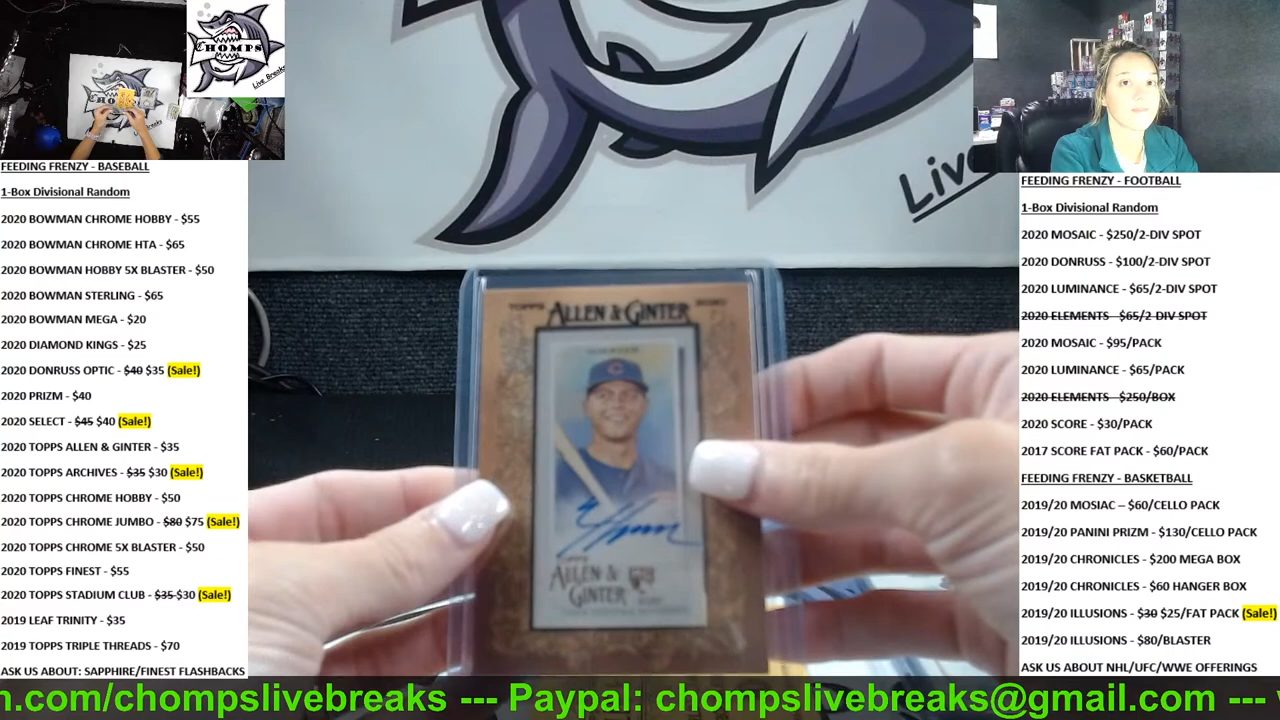 CHOMPS
Live Breaks
FEEDING FRENZY - BASEBALL
1-Box Divisional Random
2020 BOWMAN CHROME HOBBY - $55
2020 BOWMAN CHROME HTA - $65
2020 BOWMAN HOBBY 5X BLASTER - $50
2020 BOWMAN STERLING - $65
2020 BOWMAN MEGA - $20
2020 DIAMOND KINGS - $25
2020 DONRUSS OPTIC - $40 $35 (Sale!)
2020 PRIZM - $40
2020 SELECT - $45 $40 (Sale!)
2020 TOPPS ALLEN & GINTER - $35
2020 TOPPS ARCHIVES - $35 $30 (Sale!)
2020 TOPPS CHROME HOBBY - $50
2020 TOPPS CHROME JUMBO - $80 $75 (Sale!)
2020 TOPPS CHROME 5X BLASTER - $50
2020 TOPPS FINEST - $55
2020 TOPPS STADIUM CLUB - $35 $30 (Sale!)
2019 LEAF TRINITY - $35
2019 TOPPS TRIPLE THREADS - $70
ASK US ABOUT: SAPPHIRE/FINEST FLASHBACKS
Live
TOPPS ALLEN & GINTER 2020
ALLEN &
GINTER
FEEDING FRENZY - FOOTBALL
1-Box Divisional Random
2020 MOSAIC - $250/2-DIV SPOT
2020 DONRUSS - $100/2-DIV SPOT
2020 LUMINANCE - $65/2-DIV SPOT
2020 ELEMENTS - $65/2-DIV SPOT
2020 MOSAIC - $95/PACK
2020 LUMINANCE - $65/PACK
2020 ELEMENTS - $250/BOX
2020 SCORE - $30/PACK
2017 SCORE FAT PACK - $60/PACK
FEEDING FRENZY - BASKETBALL
2019/20 MOSIAC – $60/CELLO PACK
2019/20 PANINI PRIZM - $130/CELLO PACK
2019/20 CHRONICLES - $200 MEGA BOX
2019/20 CHRONICLES - $60 HANGER BOX
2019/20 ILLUSIONS - $30 $25/FAT PACK (Sale!)
2019/20 ILLUSIONS - $80/BLASTER
ASK US ABOUT NHL/UFC/WWE OFFERINGS
m.com/chompslivebreaks --- Paypal: chompslivebreaks@gmail.com ---